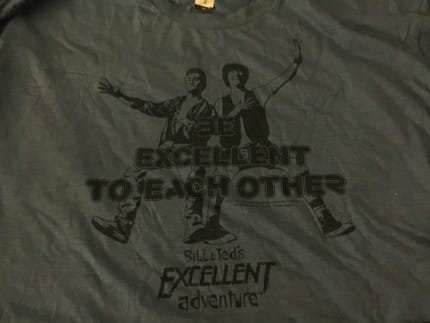 BE
EXCELLENT
TO EACH OTHER
BiLL & Ted's
EXCELLENT
adventure